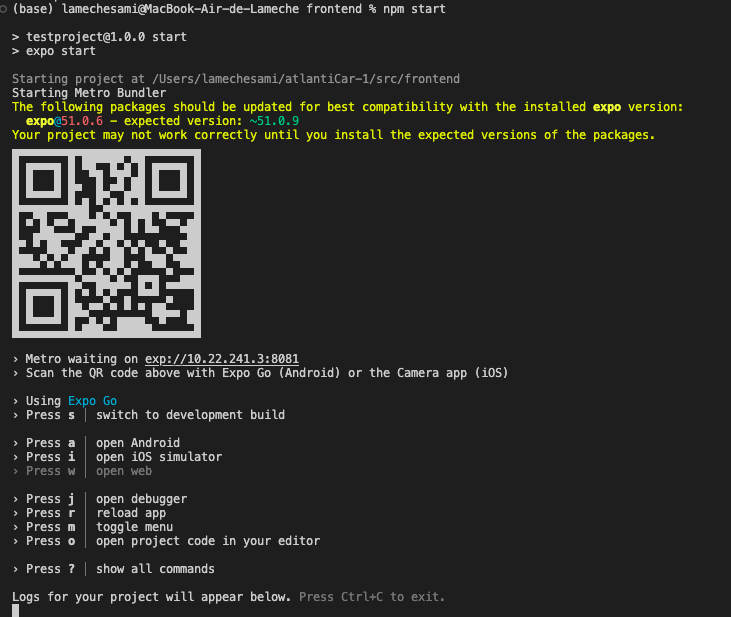 (base) lamechesami@MacBook-Air-de-Lameche frontend % npm start
> testproject@1.0.0 start
> expo start
Starting project at /Users/lamechesami/atlantiCar-1/src/frontend
Starting Metro Bundler
The following packages should be updated for best compatibility with the installed expo version:
expo@51.0.6 - expected version: ~51.0.9
Your project may not work correctly until you install the expected versions of the packages.
› Metro waiting on exp://10.22.241.3:8081
› Scan the QR code above with Expo Go (Android) or the Camera app (iOS)
› Using Expo Go
› Press s │ switch to development build
› Press a │ open Android
› Press i │ open iOS simulator
› Press w │ open web
› Press j │ open debugger
› Press r │ reload app
› Press m │ toggle menu
› Press o │ open project code in your editor
› Press ? │ show all commands
Logs for your project will appear below. Press Ctrl+C to exit.